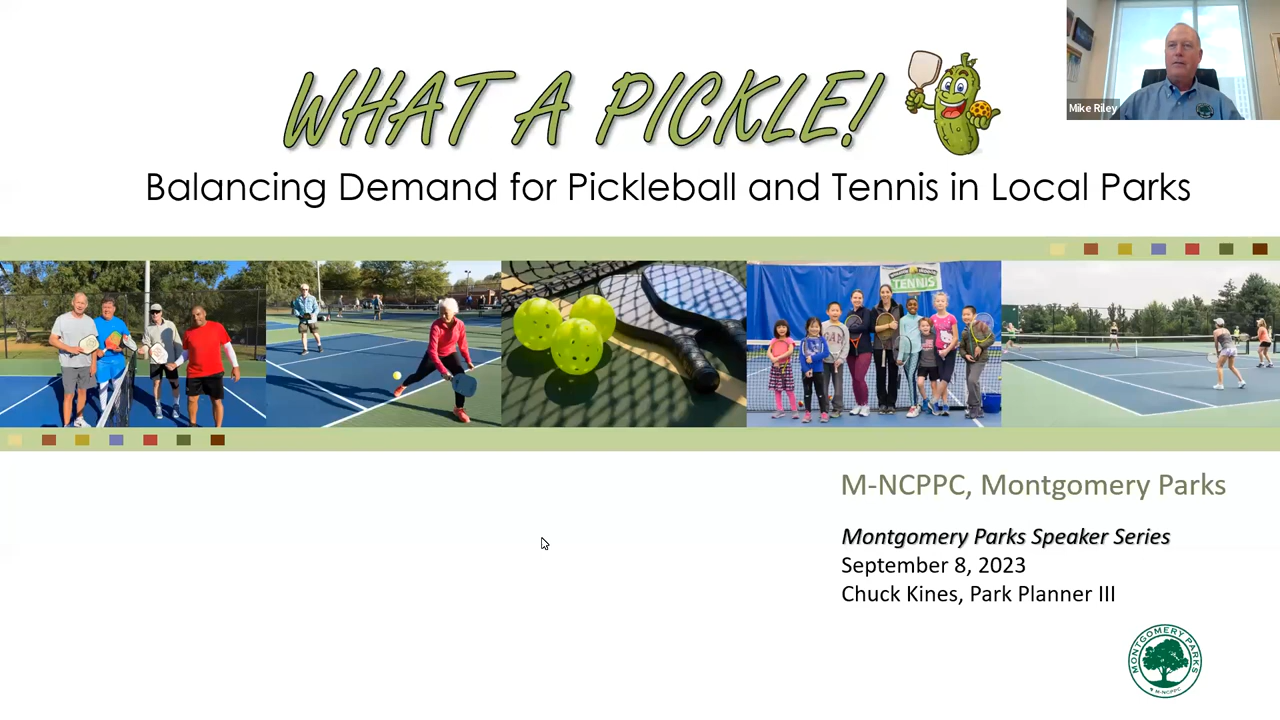 WHAT A PICKLE!
Mike Riley
Balancing Demand for Pickleball and Tennis in Local Parks
TENNIS
M-NCPPC, Montgomery Parks
Montgomery Parks Speaker Series
September 8, 2023
Chuck Kines, Park Planner III
MONTGOMERY PARKS
M-NCPPC